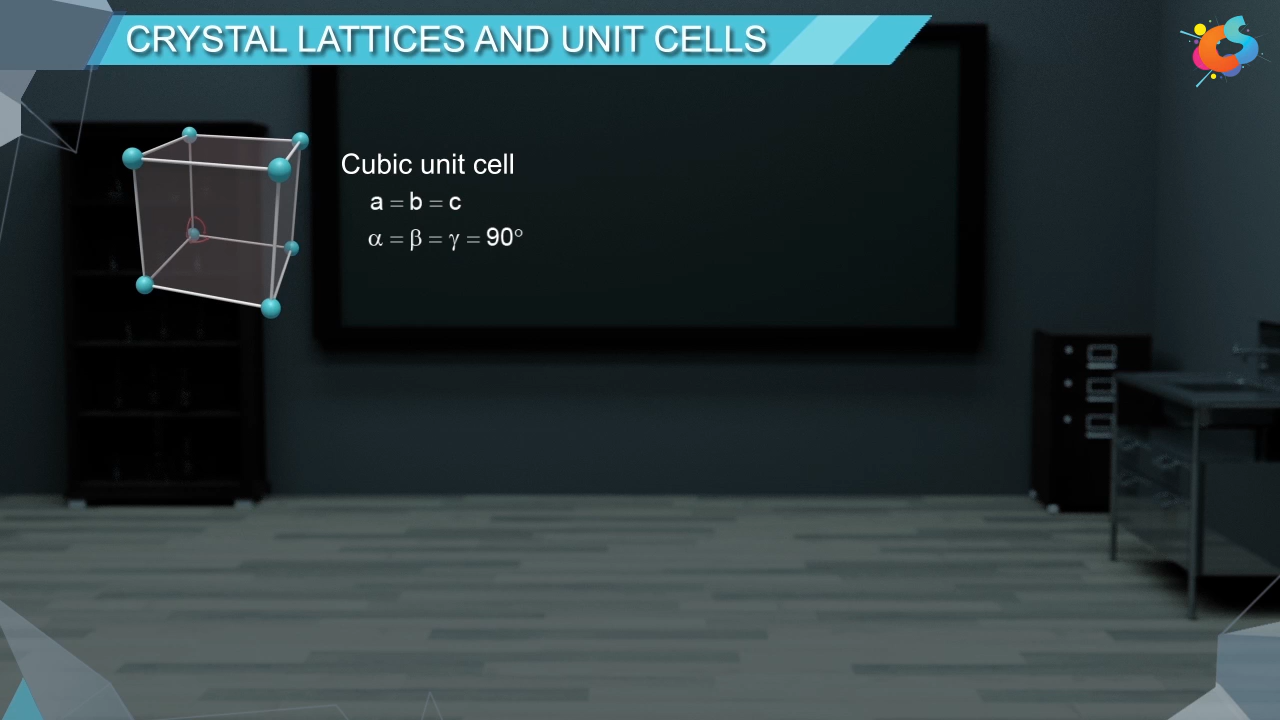 CRYSTAL LATTICES AND UNIT CELLS
Cubic unit cell
a = b = c
α = β = γ = 90°